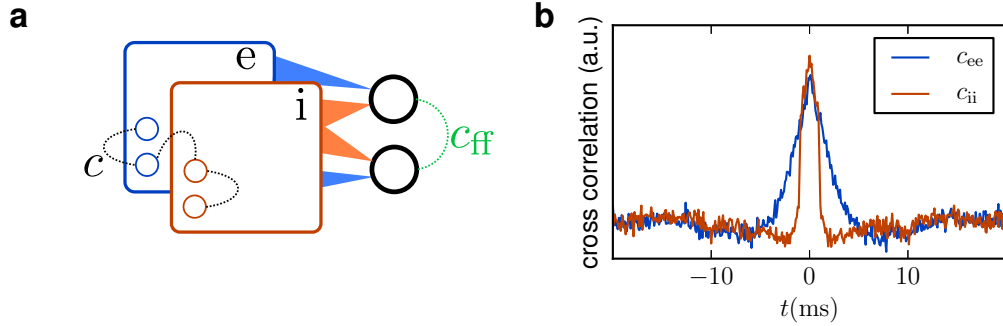 a
e
i
c
c_ff
b
cross correlation (a.u.)
c_ee
c_ii
−10
0
10
t(ms)